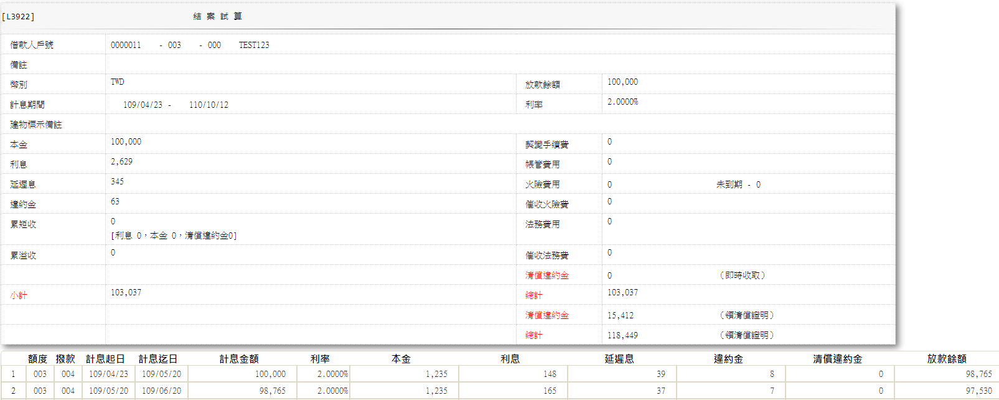 [L3922] 結 案 試 算
借款人戶號 0000011 - 003 - 000 TEST123
備註
幣別 TWD 放款餘額 100,000
計息期間 109/04/23 - 110/10/12 利率 2.0000%
建物標示備註
本金 100,000 契變手續費 0
利息 2,629 帳管費用 0
延遲息 345 火險費用 0 未到期 - 0
違約金 63 催收火險費 0
累短收 0 法務費用 0
[利息 0，本金 0，清償違約金0]
累溢收 0 催收法務費 0
清償違約金 0 （即時收取）
小計 103,037 總計 103,037
清償違約金 15,412 （領清償證明）
總計 118,449 （領清償證明）
額度 撥款 計息起日 計息迄日 計息金額 利率 本金 利息 延遲息 違約金 清償違約金 放款餘額
1 003 004 109/04/23 109/05/20 100,000 2.0000% 1,235 148 39 8 0 98,765
2 003 004 109/05/20 109/06/20 98,765 2.0000% 1,235 165 37 7 0 97,530